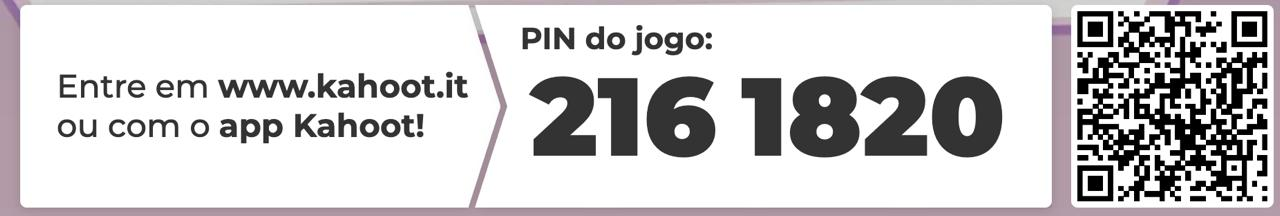 Entre em www.kahoot.it
ou com o app Kahoot!
PIN do jogo:
216 1820